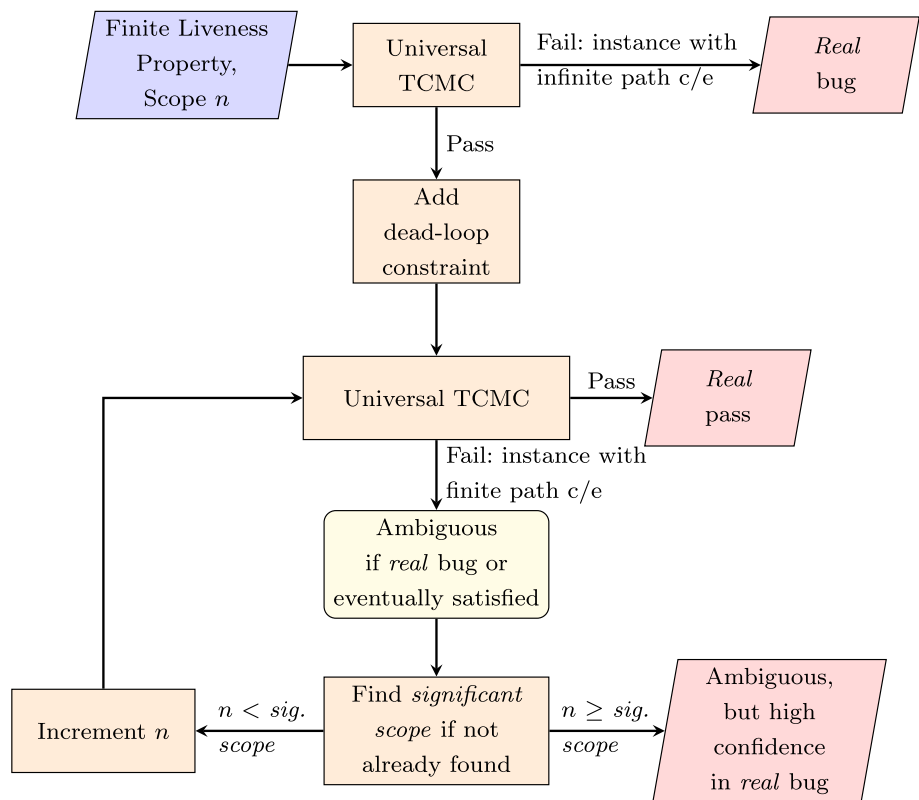 Finite Liveness
Property,
Scope n
Universal
TCMC
Fail: instance with
infinite path c/e
Real
bug
Pass
Add
dead-loop
constraint
Universal TCMC
Pass
Real
pass
Fail: instance with
finite path c/e
Ambiguous
if real bug or
eventually satisfied
Increment n
n < sig.
scope
Find significant
scope if not
already found
n ≥ sig.
scope
Ambiguous,
but high
confidence
in real bug